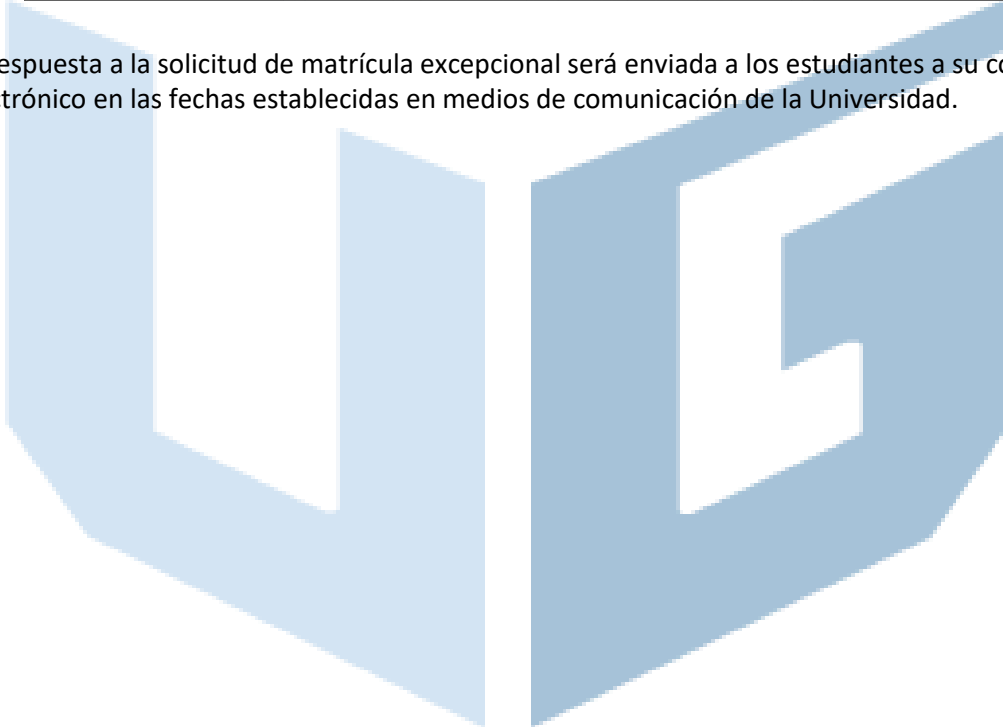 espuesta a la solicitud de matrícula excepcional será enviada a los estudiantes a su co
trónico en las fechas establecidas en medios de comunicación de la Universidad.
UG